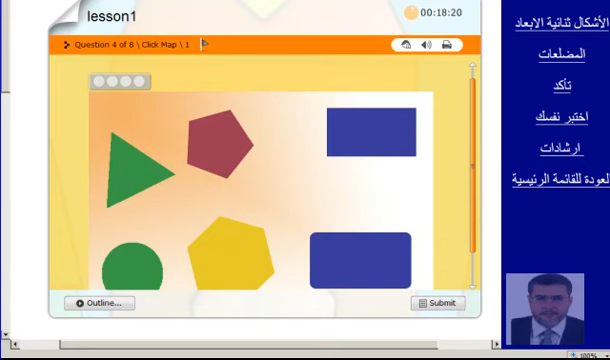 lesson1
00:18:20
Question 4 of 8 \ Click Map \ 1
Outline...
Submit
الأشكال ثنائية الابعاد
المضلعات
تأكد
اختبر نفسك
ارشادات
لعودة للقائمة الرئيسية
100%